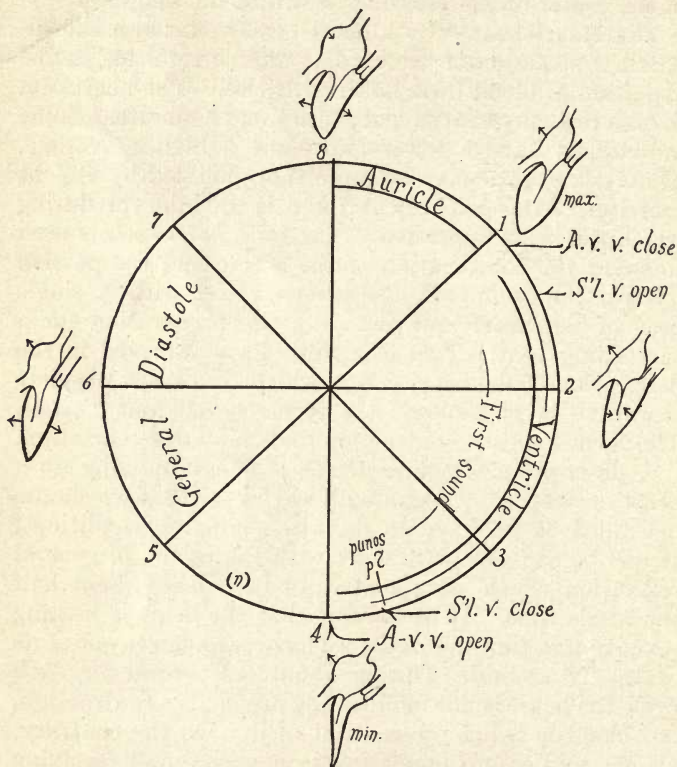 8
Auricle
7
1
max.
A.v.v. close
S'l. v. open
Diastole
6
2
First sound
Ventricle
General
2d sound
5
3
(n)
S'l. v. close
4
A-v.v. open
min.